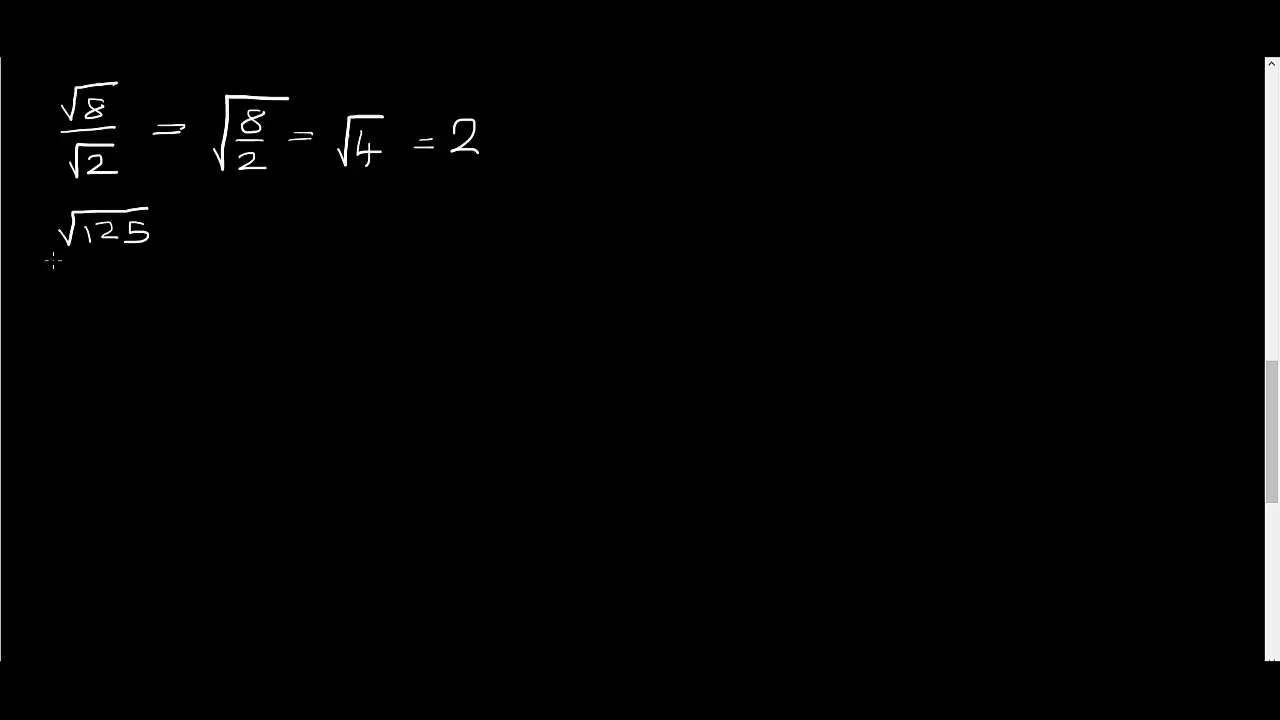 √8/√2 = √(8/2) = √4 = 2
√125